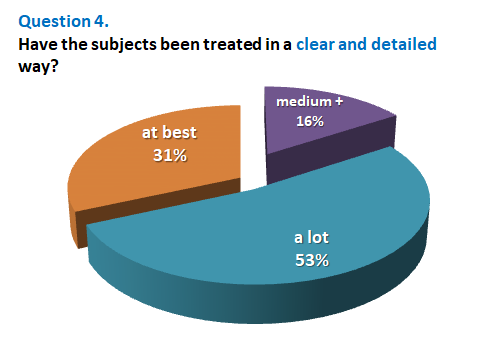 Question 4.
Have the subjects been treated in a clear and detailed
way?
medium +
16%
at best
31%
a lot
53%